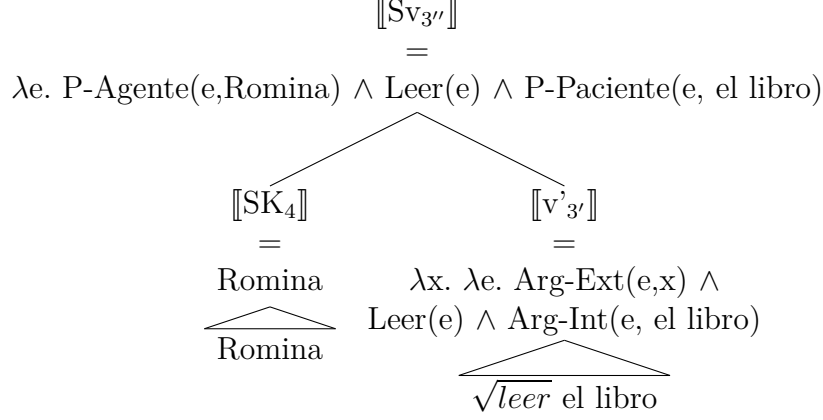 ⟦Sv₃″⟧
=
λe. P-Agente(e,Romina) ∧ Leer(e) ∧ P-Paciente(e, el libro)
⟦SK₄⟧ ⟦v'₃′⟧
= =
Romina λx. λe. Arg-Ext(e,x) ∧
Leer(e) ∧ Arg-Int(e, el libro)
Romina
√leer el libro